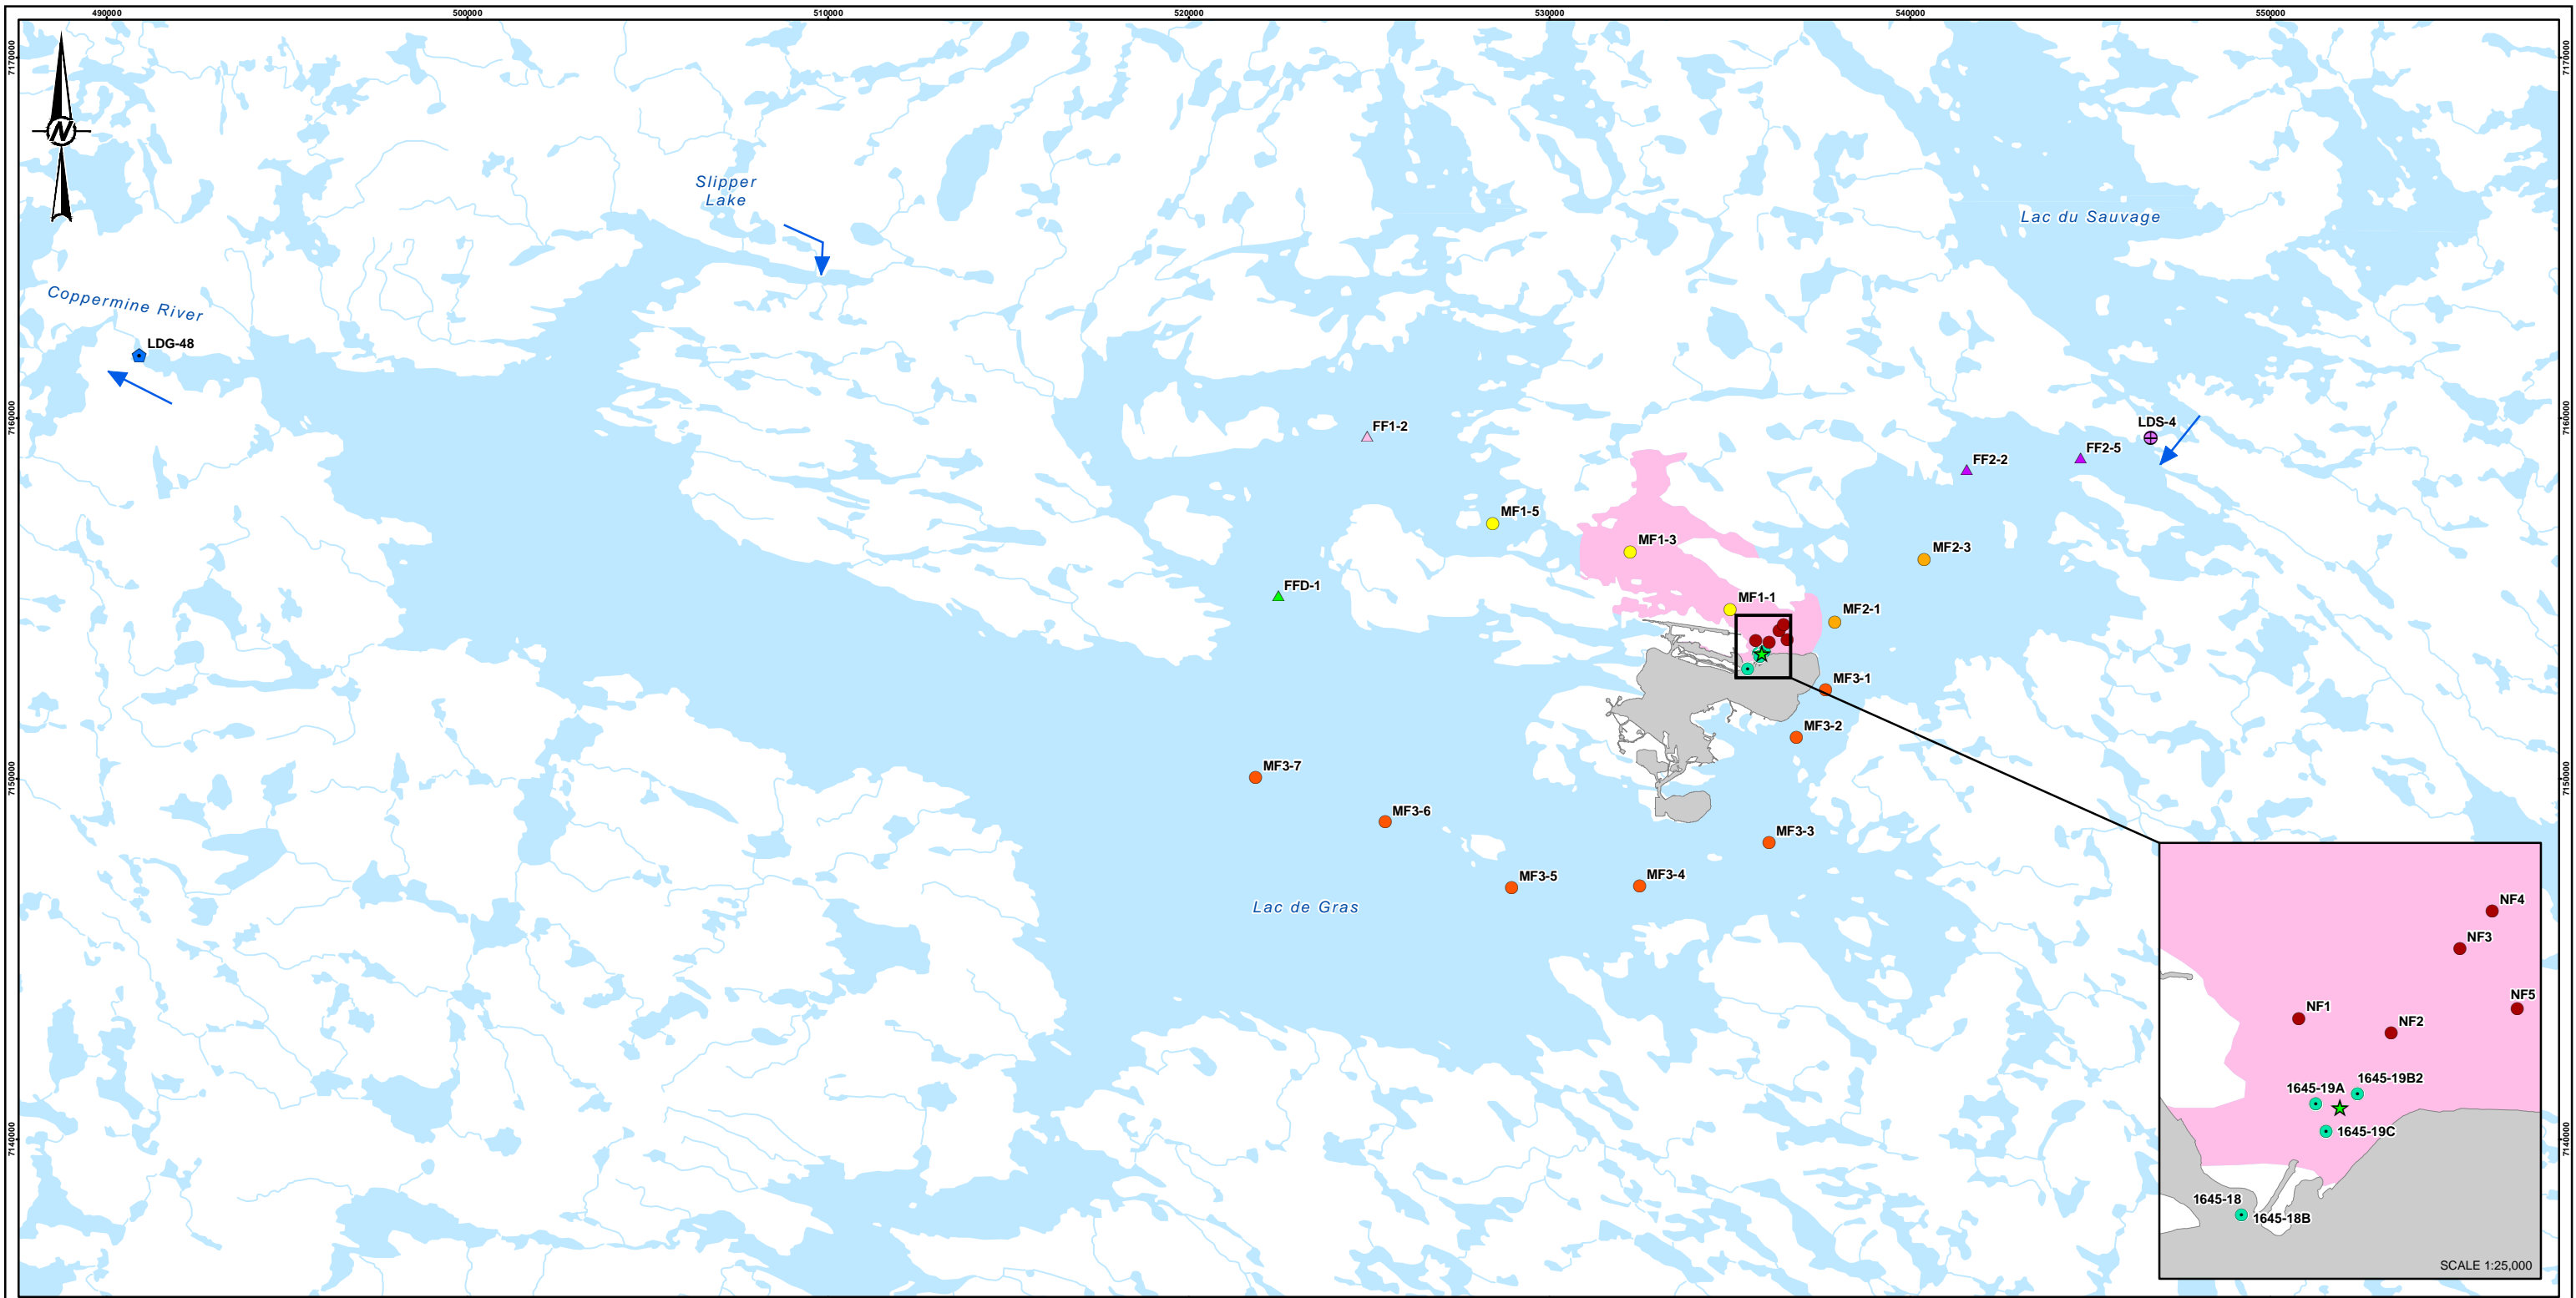 490000
500000
510000
520000
530000
540000
550000
7170000
7170000
N
Slipper
Lake
Lac du Sauvage
Coppermine River
LDG-48
7160000
7160000
FF1-2
LDS-4
FF2-5
FF2-2
MF1-5
MF1-3
MF2-3
FFD-1
MF1-1
MF2-1
MF3-1
MF3-2
7150000
7150000
MF3-7
MF3-6
MF3-3
MF3-5
MF3-4
Lac de Gras
NF4
NF3
NF5
NF1
NF2
1645-19B2
1645-19A
1645-19C
7140000
7140000
1645-18
1645-18B
SCALE 1:25,000